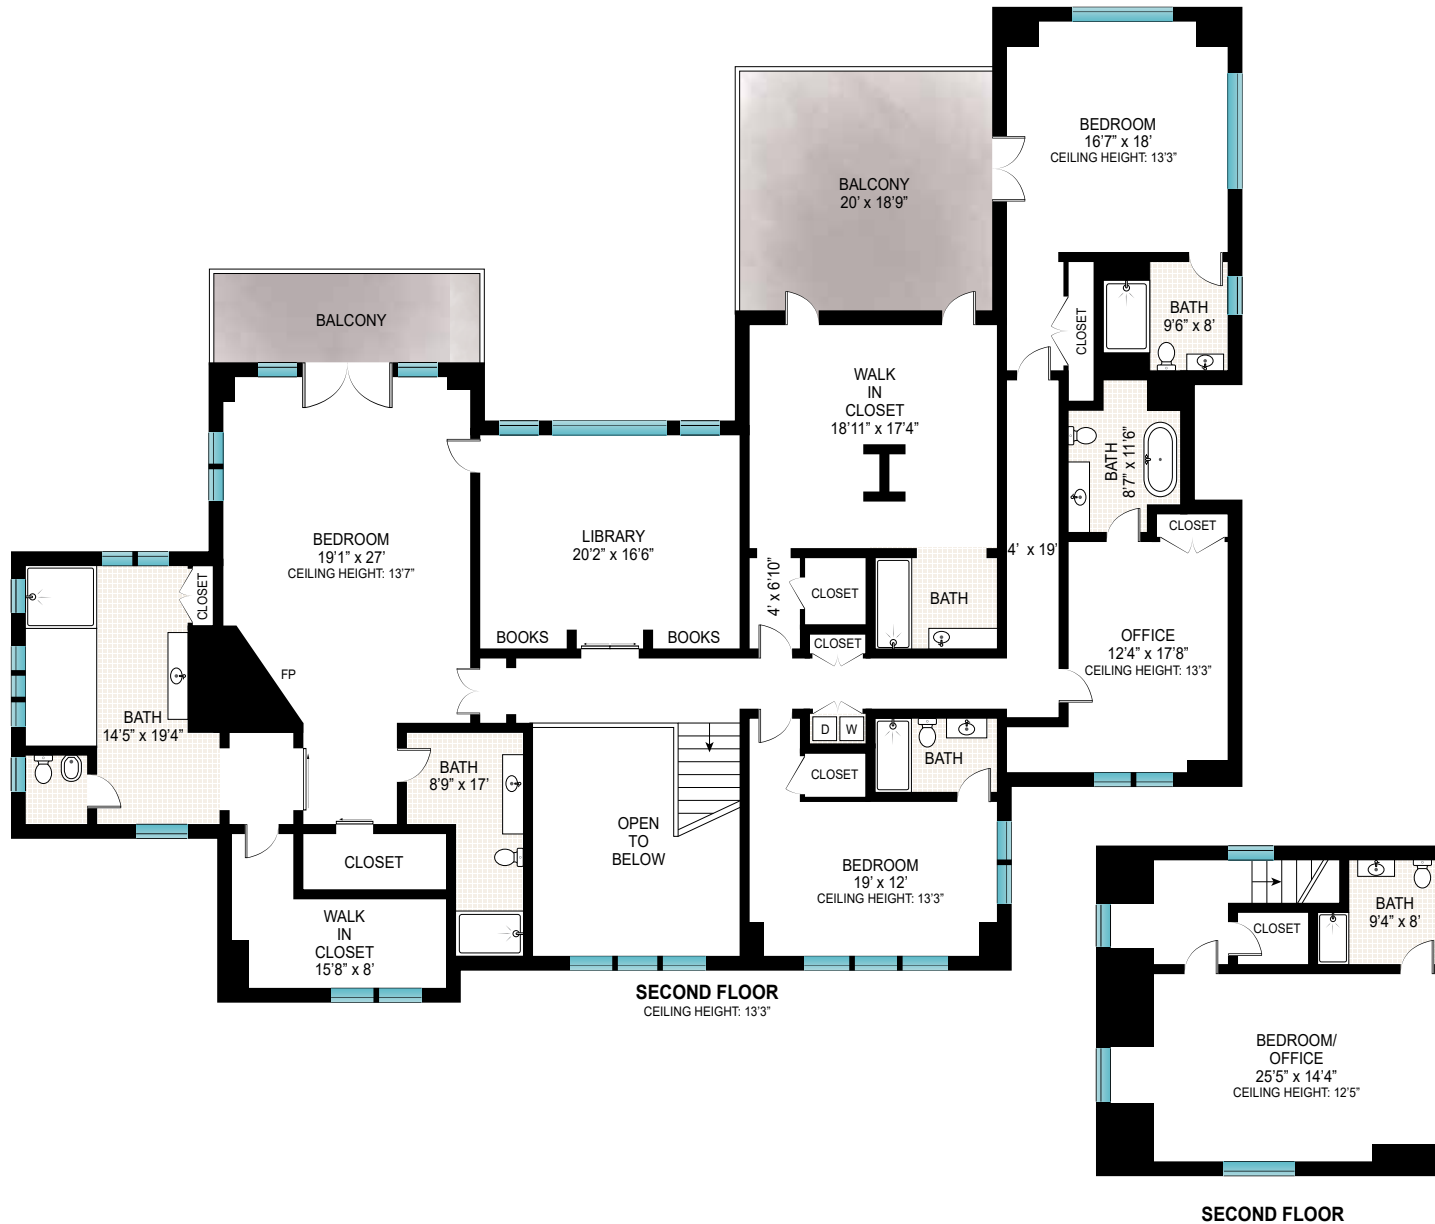 BEDROOM
16'7" x 18'
CEILING HEIGHT: 13'3"
BALCONY
20' x 18'9"
BATH
9'6" x 8'
CLOSET
BALCONY
WALK
IN
CLOSET
18'11" x 17'4"
BATH
8'7" x 11'6"
CLOSET
BEDROOM
19'1" x 27'
CEILING HEIGHT: 13'7"
LIBRARY
20'2" x 16'6"
4' x 19'
4' x 6'10"
CLOSET
CLOSET
BATH
BOOKS
BOOKS
CLOSET
OFFICE
12'4" x 17'8"
CEILING HEIGHT: 13'3"
FP
BATH
14'5" x 19'4"
D
W
BATH
BATH
8'9" x 17'
CLOSET
OPEN
TO
BELOW
CLOSET
BEDROOM
19' x 12'
CEILING HEIGHT: 13'3"
WALK
IN
CLOSET
15'8" x 8'
SECOND FLOOR
CEILING HEIGHT: 13'3"
BATH
9'4" x 8'
CLOSET
BEDROOM/
OFFICE
25'5" x 14'4"
CEILING HEIGHT: 12'5"
SECOND FLOOR